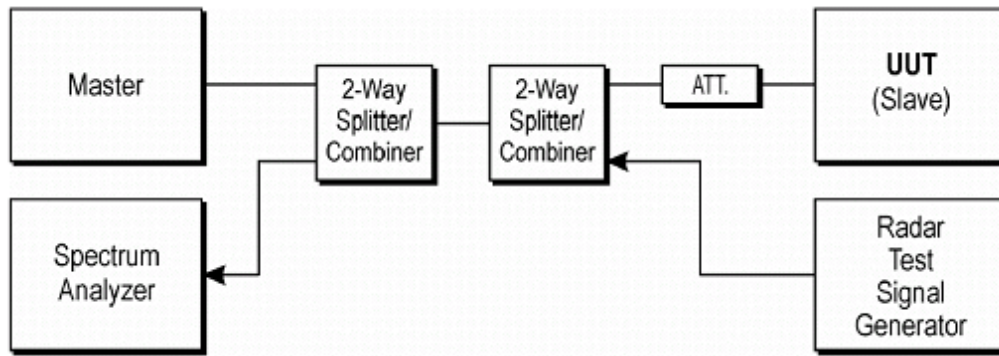 Master
2-Way
Splitter/
Combiner
2-Way
Splitter/
Combiner
ATT.
UUT
(Slave)
Spectrum
Analyzer
Radar
Test
Signal
Generator